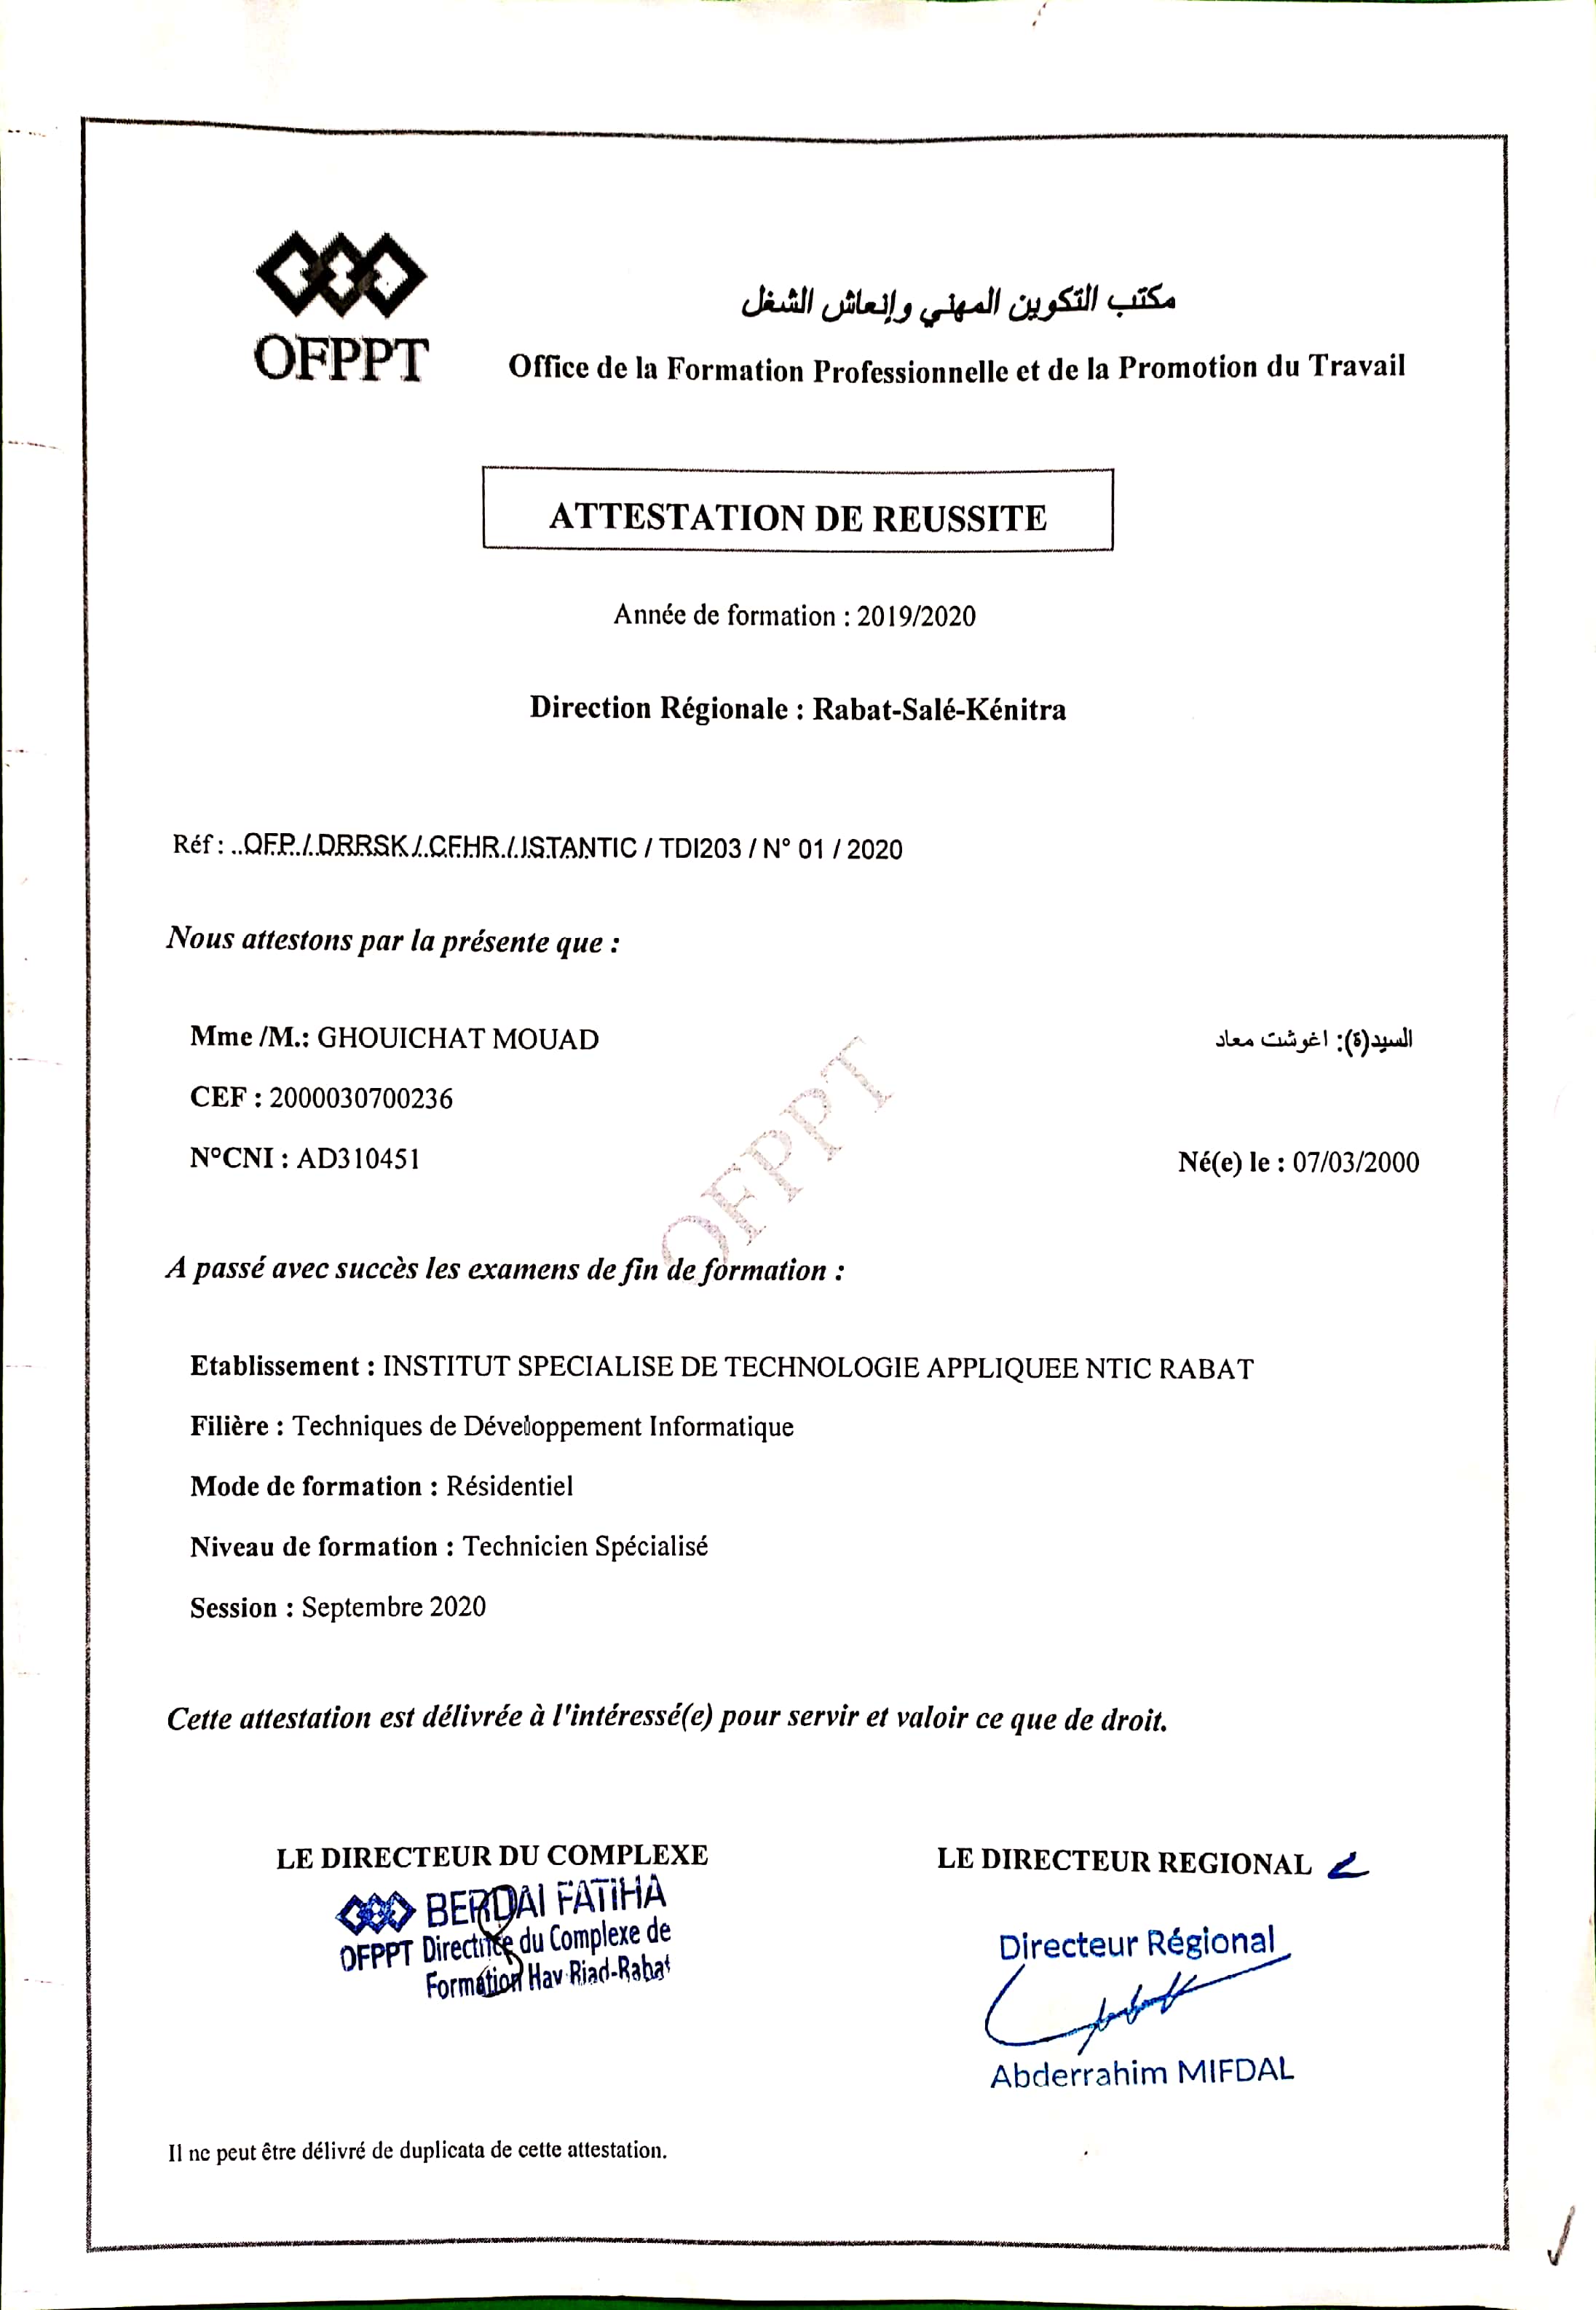 OFPPT
مكتب التكوين المهني وإنعاش الشغل
Office de la Formation Professionnelle et de la Promotion du Travail
ATTESTATION DE REUSSITE
Année de formation : 2019/2020
Direction Régionale : Rabat-Salé-Kénitra
Réf : ..OFP../..DRRSK./..CFHR../..ISTANTIC / TDI203 / N° 01 / 2020
Nous attestons par la présente que :
Mme /M.: GHOUICHAT MOUAD
السيد(ة): اغوشت معاد
CEF : 2000030700236
N°CNI : AD310451
Né(e) le : 07/03/2000
OFPPT
A passé avec succès les examens de fin de formation :
Etablissement : INSTITUT SPECIALISE DE TECHNOLOGIE APPLIQUEE NTIC RABAT
Filière : Techniques de Développement Informatique
Mode de formation : Résidentiel
Niveau de formation : Technicien Spécialisé
Session : Septembre 2020
Cette attestation est délivrée à l'intéressé(e) pour servir et valoir ce que de droit.
LE DIRECTEUR DU COMPLEXE
BERDAI FATIHA
OFPPT Directrice du Complexe de
Formation Hay Riad-Rabat
LE DIRECTEUR REGIONAL
Directeur Régional
Abderrahim MIFDAL
Il ne peut être délivré de duplicata de cette attestation.